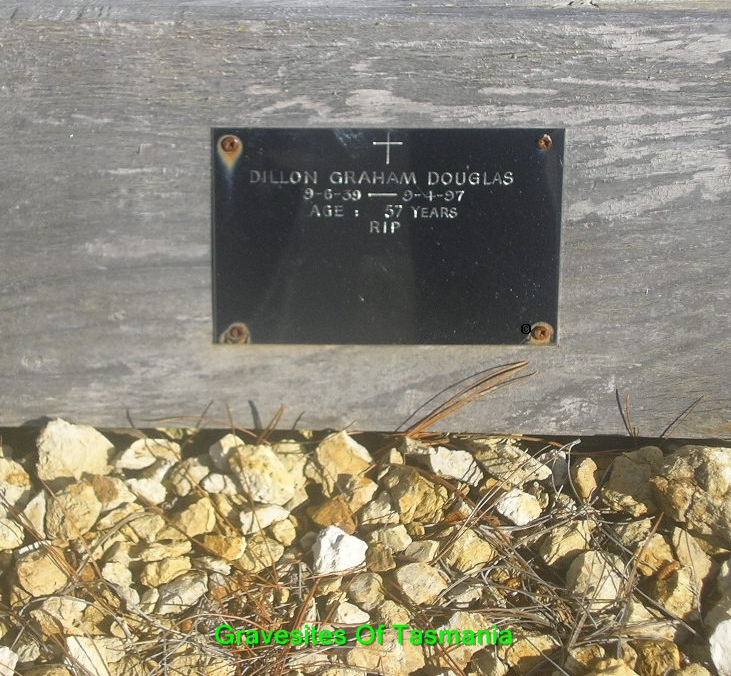 DILLON GRAHAM DOUGLAS
9-6-39 — 9-4-97
AGE : 57 YEARS
RIP
©
Gravesites Of Tasmania